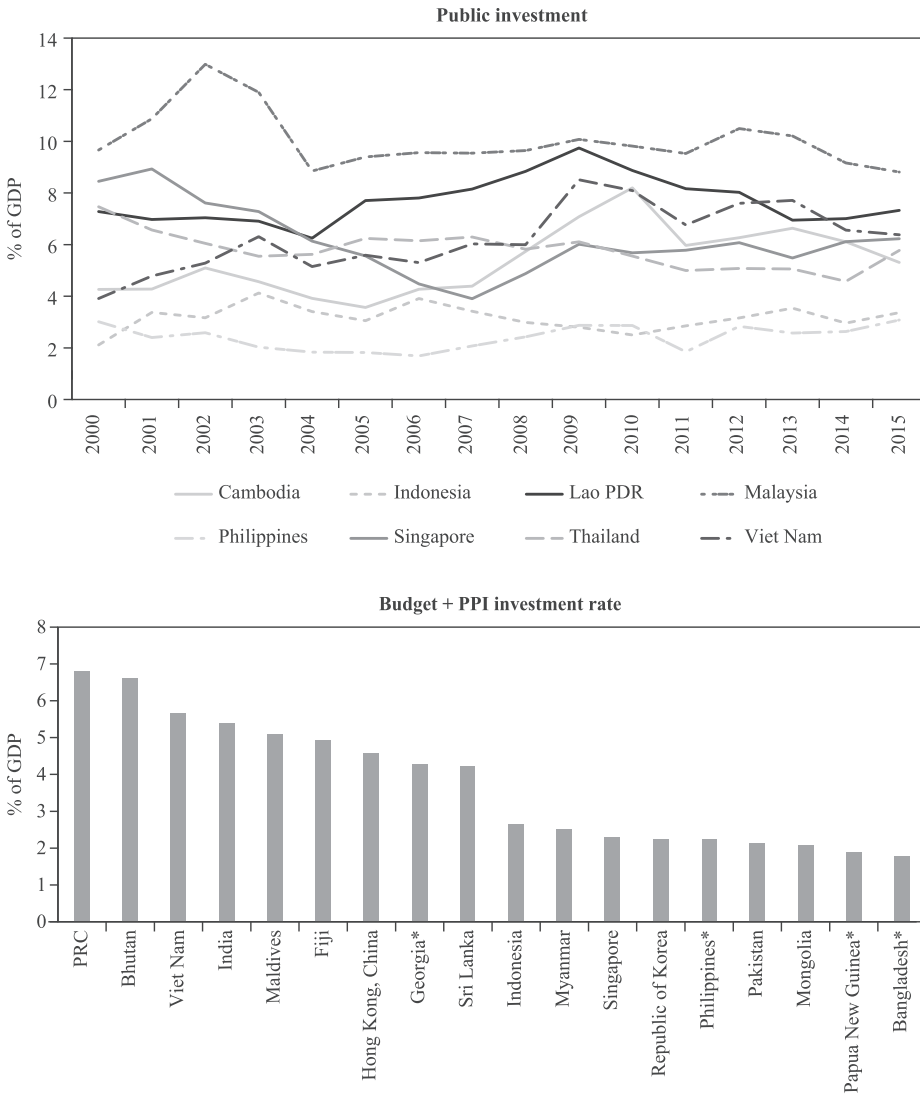 Public investment
14
12
10
8
6
4
2
0
% of GDP
2000 2001 2002 2003 2004 2005 2006 2007 2008 2009 2010 2011 2012 2013 2014 2015
Cambodia Indonesia Lao PDR Malaysia
Philippines Singapore Thailand Viet Nam
Budget + PPI investment rate
8
7
6
5
4
3
2
1
0
% of GDP
PRC
Bhutan
Viet Nam
India
Maldives
Fiji
Hong Kong, China
Georgia*
Sri Lanka
Indonesia
Myanmar
Singapore
Republic of Korea
Philippines*
Pakistan
Mongolia
Papua New Guinea*
Bangladesh*